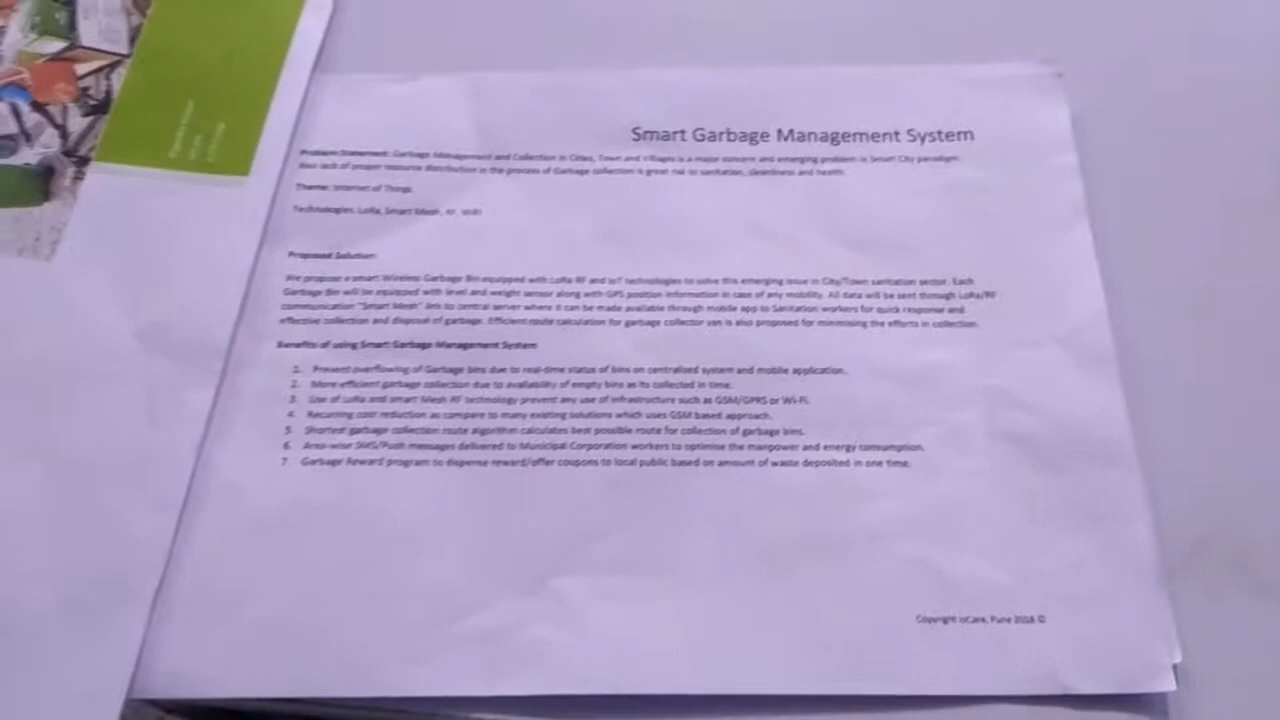 Smart Garbage Management System
Problem Statement: Garbage Management and Collection in Cities, Town and Villages is a major concern and emerging problem in Smart City paradigm.
Also lack of proper resource distribution in the process of Garbage collection is great risk to sanitation, cleanliness and health.
Theme: Internet of Things
Technologies: LoRa, Smart Mesh, RF, WiFi
Proposed Solution:
We propose a smart Wireless Garbage Bin equipped with LoRa RF and IoT technologies to solve this emerging issue in City/Town sanitation sector. Each
Garbage Bin will be equipped with level and weight sensor along with GPS position information in case of any mobility. All data will be sent through LoRa/RF
communication "Smart Mesh" link to central server where it can be made available through mobile app to Sanitation workers for quick response and
effective collection and disposal of garbage. Efficient route calculation for garbage collector van is also proposed for minimising the efforts in collection.
Benefits of using Smart Garbage Management System
1. Prevent overflowing of Garbage bins due to real-time status of bins on centralised system and mobile application.
2. More efficient garbage collection due to availability of empty bins as its collected in time.
3. Use of LoRa and smart Mesh RF technology prevent any use of infrastructure such as GSM/GPRS or Wi-Fi.
4. Recurring cost reduction as compare to many existing solutions which uses GSM based approach.
5. Shortest garbage collection route algorithm calculates best possible route for collection of garbage bins.
6. Area-wise SMS/Push messages delivered to Municipal Corporation workers to optimise the manpower and energy consumption.
7. Garbage Reward program to dispense reward/offer coupons to local public based on amount of waste deposited in one time.
Copyright IoCare, Pune 2018 ©